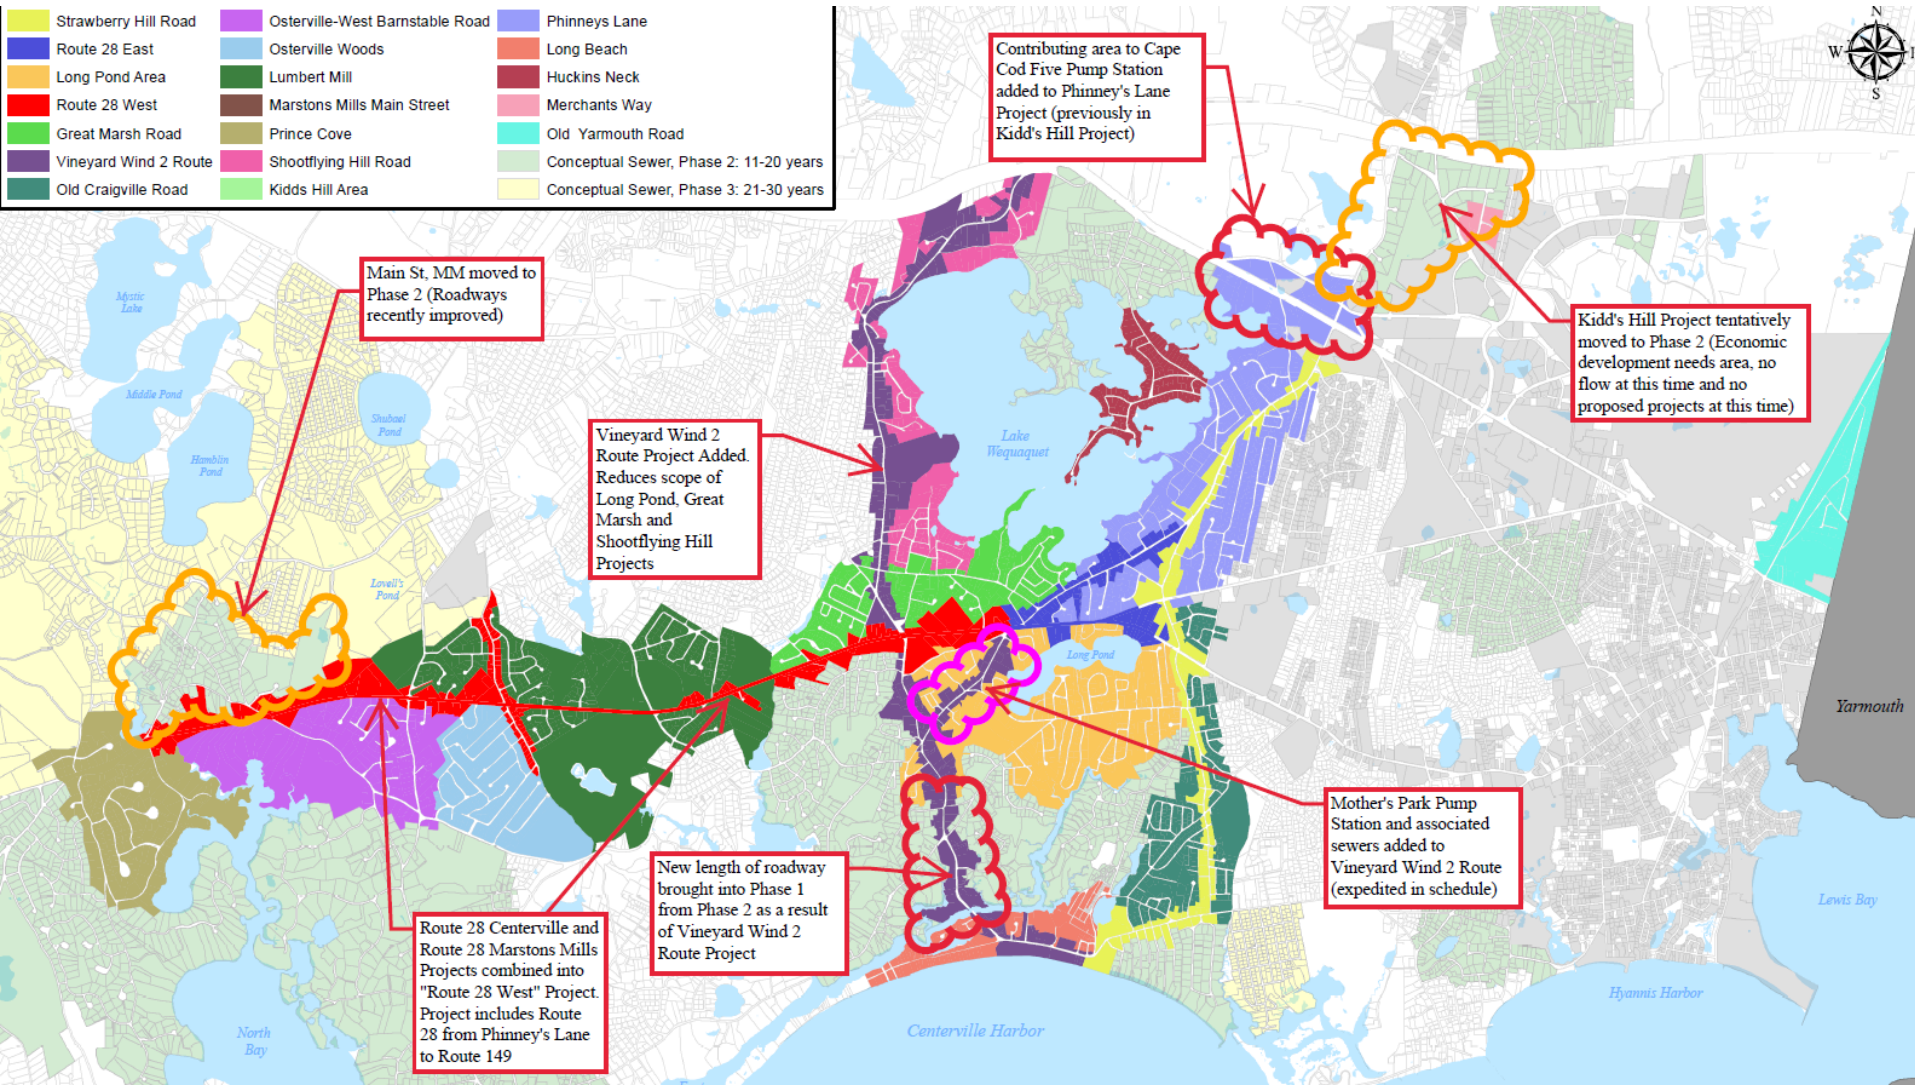 Strawberry Hill Road
Route 28 East
Long Pond Area
Route 28 West
Great Marsh Road
Vineyard Wind 2 Route
Old Craigville Road
Osterville-West Barnstable Road
Osterville Woods
Lumbert Mill
Marstons Mills Main Street
Prince Cove
Shootflying Hill Road
Kidds Hill Area
Phinneys Lane
Long Beach
Huckins Neck
Merchants Way
Old Yarmouth Road
Conceptual Sewer, Phase 2: 11-20 years
Conceptual Sewer, Phase 3: 21-30 years
N
W
S
Contributing area to Cape
Cod Five Pump Station
added to Phinney's Lane
Project (previously in
Kidd's Hill Project)
Main St, MM moved to
Phase 2 (Roadways
recently improved)
Kidd's Hill Project tentatively
moved to Phase 2 (Economic
development needs area, no
flow at this time and no
proposed projects at this time)
Vineyard Wind 2
Route Project Added.
Reduces scope of
Long Pond, Great
Marsh and
Shootflying Hill
Projects
Mystic
Lake
Middle Pond
Shubael
Pond
Hamblin
Pond
Lovell's
Pond
Lake
Wequaquet
Long Pond
Yarmouth
Mother's Park Pump
Station and associated
sewers added to
Vineyard Wind 2 Route
(expedited in schedule)
New length of roadway
brought into Phase 1
from Phase 2 as a result
of Vineyard Wind 2
Route Project
Route 28 Centerville and
Route 28 Marstons Mills
Projects combined into
"Route 28 West" Project.
Project includes Route
28 from Phinney's Lane
to Route 149
Lewis Bay
Hyannis Harbor
Centerville Harbor
North
Bay